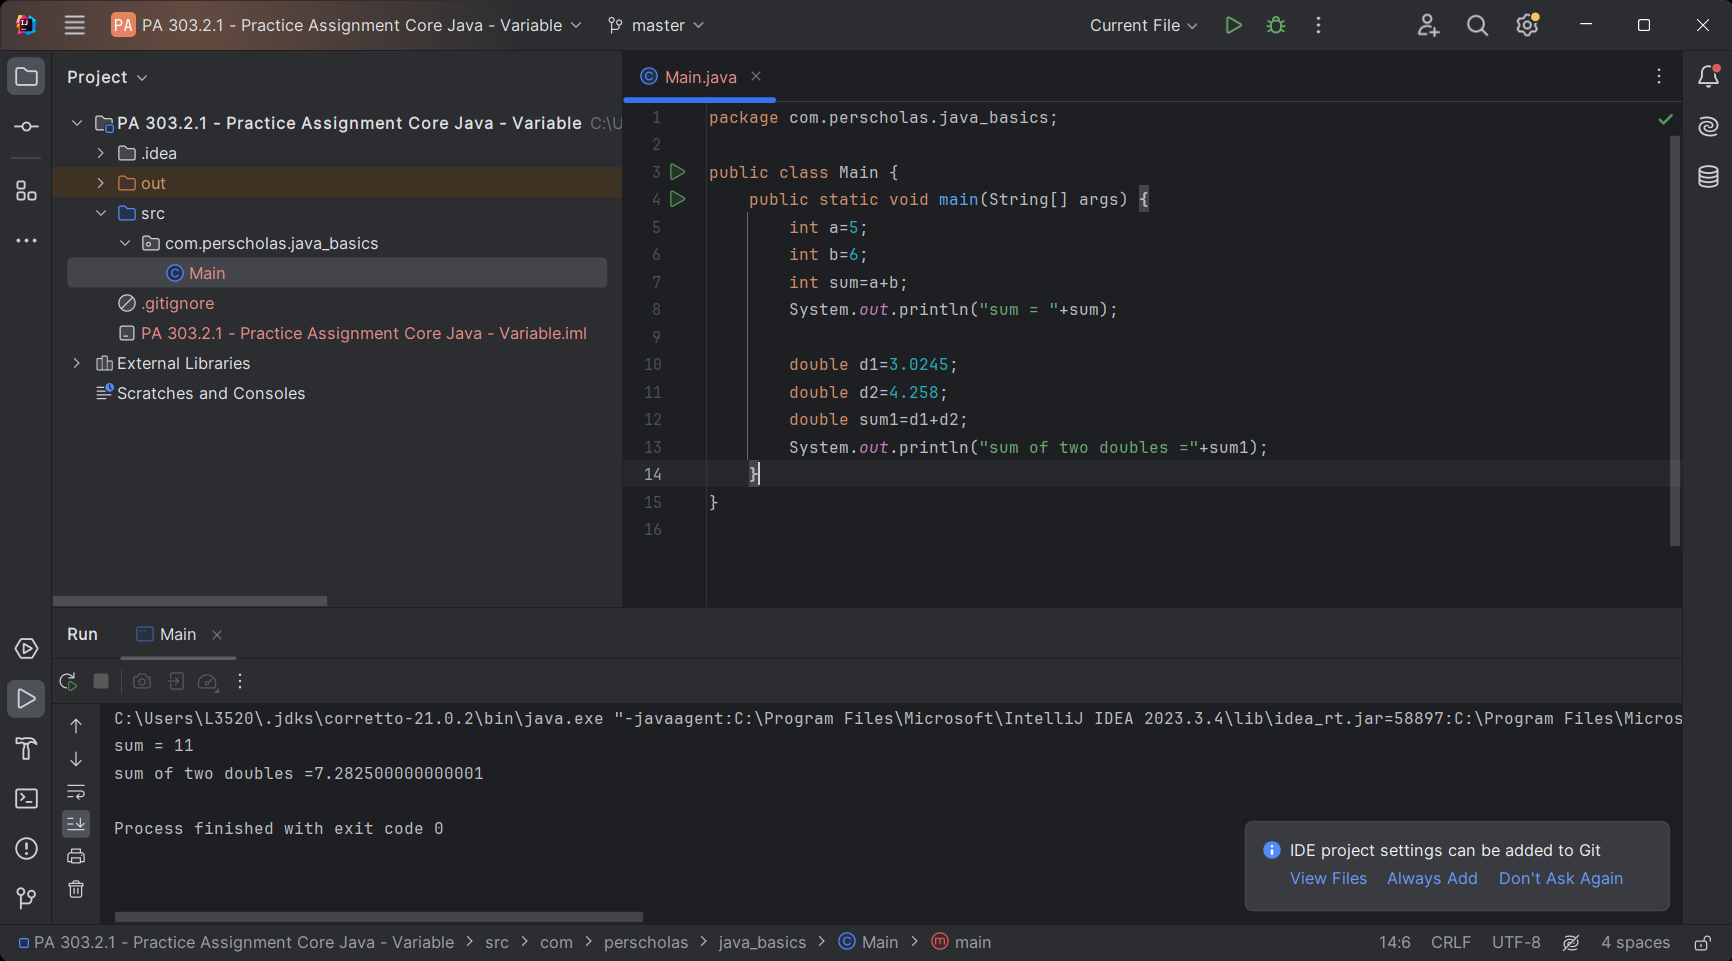 PA PA 303.2.1 - Practice Assignment Core Java - Variable master Current File
Project
PA 303.2.1 - Practice Assignment Core Java - Variable C:\U
.idea
out
src
com.perscholas.java_basics
Main
.gitignore
PA 303.2.1 - Practice Assignment Core Java - Variable.iml
External Libraries
Scratches and Consoles
Main.java
1 package com.perscholas.java_basics;
2
3 public class Main {
4 public static void main(String[] args) {
5 int a=5;
6 int b=6;
7 int sum=a+b;
8 System.out.println("sum = "+sum);
9
10 double d1=3.0245;
11 double d2=4.258;
12 double sum1=d1+d2;
13 System.out.println("sum of two doubles ="+sum1);
14 }
15 }
16
Run Main
C:\Users\L3520\.jdks\corretto-21.0.2\bin\java.exe "-javaagent:C:\Program Files\Microsoft\IntelliJ IDEA 2023.3.4\lib\idea_rt.jar=58897:C:\Program Files\Micros
sum = 11
sum of two doubles =7.282500000000001
Process finished with exit code 0
IDE project settings can be added to Git
View Files Always Add Don't Ask Again
PA 303.2.1 - Practice Assignment Core Java - Variable > src > com > perscholas > java_basics > Main > main 14:6 CRLF UTF-8 4 spaces